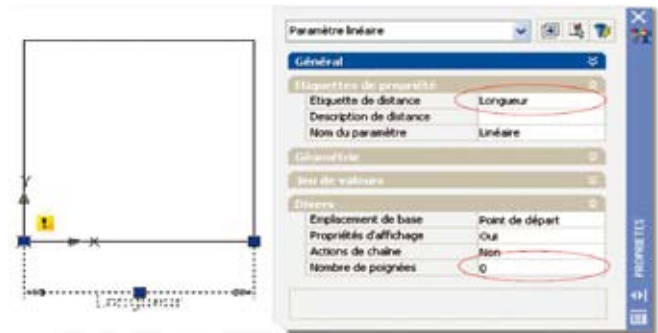 Paramètre linéaire
Général
Etiquettes de propriété
Etiquette de distance Longueur
Description de distance
Nom du paramètre Linéaire
Géométrie
Jeu de valeurs
Divers
Emplacement de base Point de départ
Propriétés d'affichage Oui
Actions de chaîne Non
Nombre de poignées 0
PROPRIETES
Y
X
Longueur